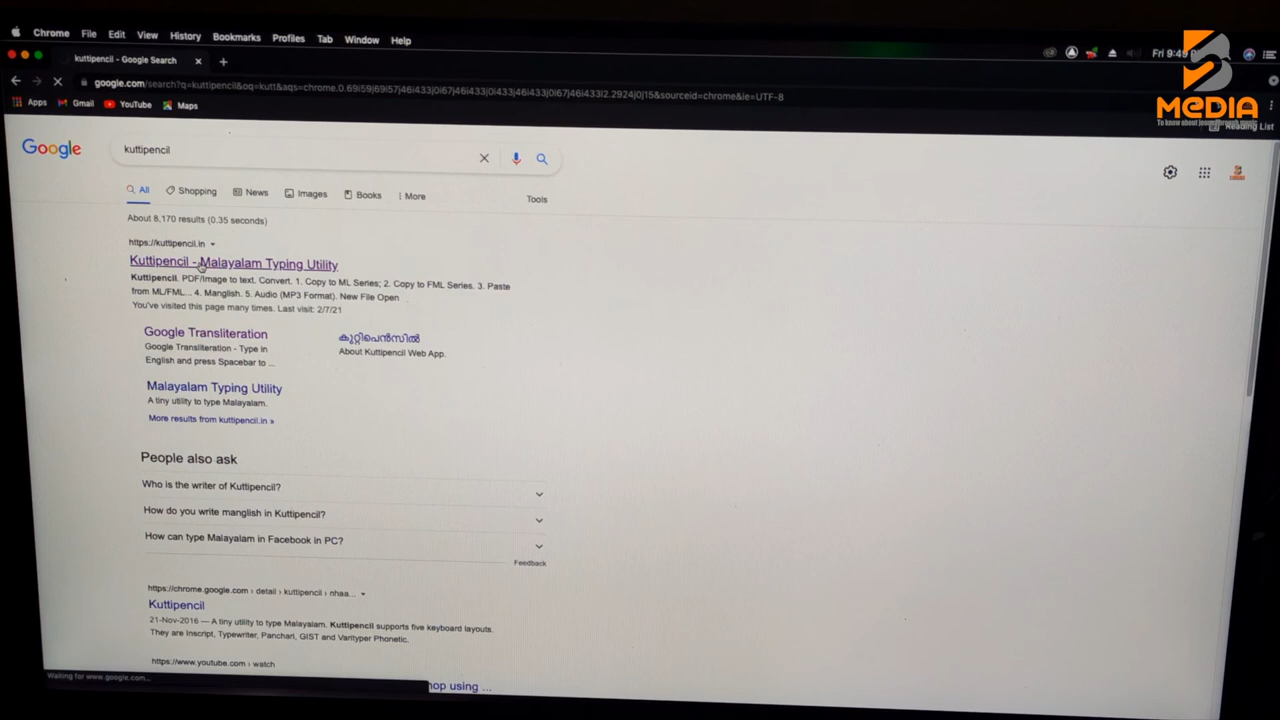 Chrome File Edit View History Bookmarks Profiles Tab Window Help
Fri 9:49
kuttipencil - Google Search
google.com/search?q=kuttipencil&oq=kutt&aqs=chrome.0.69i59j69i57j46i433j0i67j46i433j0i433j46i433j0i67j46i433l2.2924j0j15&sourceid=chrome&ie=UTF-8
Apps Gmail YouTube Maps
Reading List
MEDIA
Google
kuttipencil
All Shopping News Images Books More Tools
About 8,170 results (0.35 seconds)
https://kuttipencil.in
Kuttipencil - Malayalam Typing Utility
Kuttipencil. PDF/Image to text. Convert. 1. Copy to ML Series; 2. Copy to FML Series. 3. Paste
from ML/FML... 4. Manglish. 5. Audio (MP3 Format). New File Open
You've visited this page many times. Last visit: 2/7/21
Google Transliteration
Google Transliteration - Type in
English and press Spacebar to ...
കുറ്റിപെൻസിൽ
About Kuttipencil Web App.
Malayalam Typing Utility
A tiny utility to type Malayalam.
More results from kuttipencil.in »
People also ask
Who is the writer of Kuttipencil?
How do you write manglish in Kuttipencil?
How can type Malayalam in Facebook in PC?
Feedback
https://chrome.google.com › detail › kuttipencil › nhaa...
Kuttipencil
21-Nov-2016 — A tiny utility to type Malayalam. Kuttipencil supports five keyboard layouts.
They are Inscript, Typewriter, Panchari, GIST and Varityper Phonetic.
https://www.youtube.com › watch
hop using ...
Waiting for www.google.com...